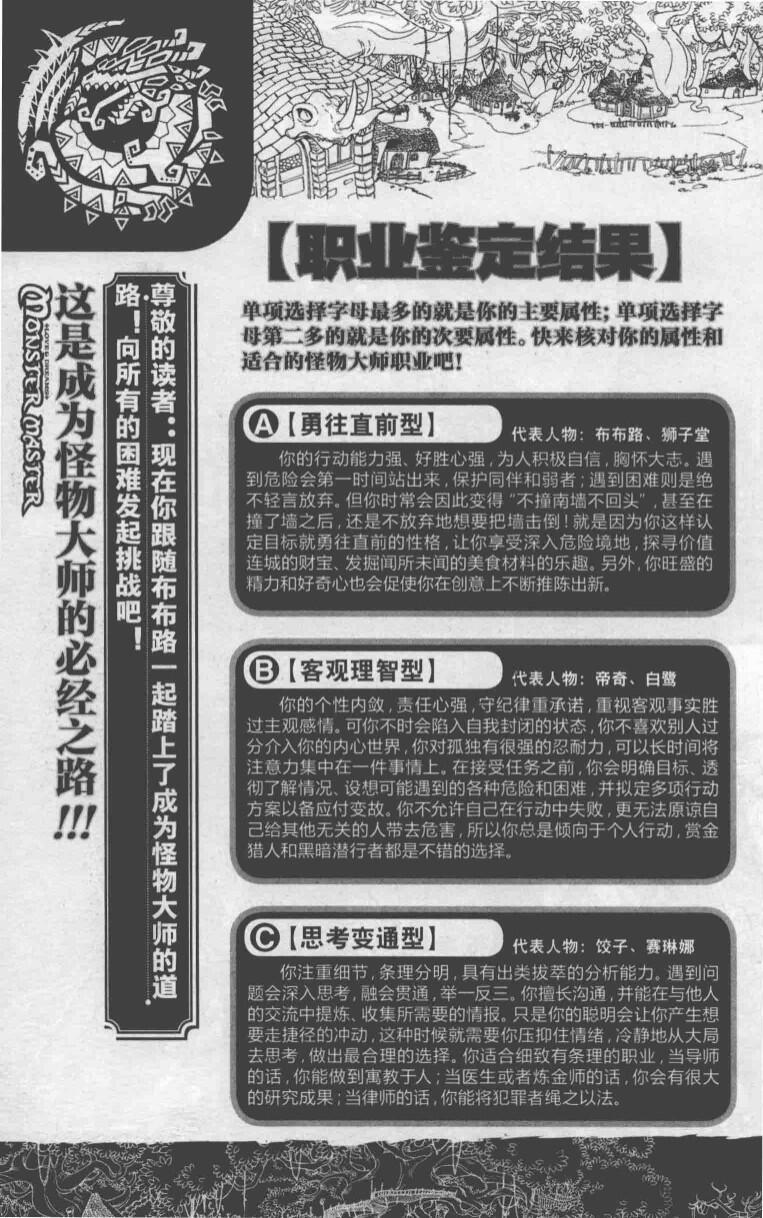 这是成为怪物大师的必经之路!!!
MONSTER MASTER
尊敬的读者：现在你跟随布布路一起踏上了成为怪物大师的道
路！向所有的困难发起挑战吧！
【职业鉴定结果】
单项选择字母最多的就是你的主要属性；单项选择字
母第二多的就是你的次要属性。快来核对你的属性和
适合的怪物大师职业吧！
A【勇往直前型】 代表人物：布布路、狮子堂
你的行动能力强、好胜心强，为人积极自信，胸怀大志。遇
到危险会第一时间站出来，保护同伴和弱者；遇到困难则是绝
不轻言放弃。但你时常会因此变得“不撞南墙不回头”，甚至在
撞了墙之后，还是不放弃地想要把墙击倒！就是因为你这样认
定目标就勇往直前的性格，让你享受深入危险境地，探寻价值
连城的财宝、发掘闻所未闻的美食材料的乐趣。另外，你旺盛的
精力和好奇心也会促使你在创意上不断推陈出新。
B【客观理智型】 代表人物：帝奇、白鹭
你的个性内敛，责任心强，守纪律重承诺，重视客观事实胜
过主观感情。可你不时会陷入自我封闭的状态，你不喜欢别人过
分介入你的内心世界，你对孤独有很强的忍耐力，可以长时间将
注意力集中在一件事情上。在接受任务之前，你会明确目标、透
彻了解情况、设想可能遇到的各种危险和困难，并拟定多项行动
方案以备应付变故。你不允许自己在行动中失败，更无法原谅自
己给其他无关的人带去危害，所以你总是倾向于个人行动，赏金
猎人和黑暗潜行者都是不错的选择。
C【思考变通型】 代表人物：饺子、赛琳娜
你注重细节，条理分明，具有出类拔萃的分析能力。遇到问
题会深入思考，融会贯通，举一反三。你擅长沟通，并能在与他人
的交流中提炼、收集所需要的情报。只是你的聪明会让你产生想
要走捷径的冲动，这种时候就需要你压抑住情绪，冷静地从大局
去思考，做出最合理的选择。你适合细致有条理的职业，当导师
的话，你能做到寓教于人；当医生或者炼金师的话，你会有很大
的研究成果；当律师的话，你能将犯罪者绳之以法。